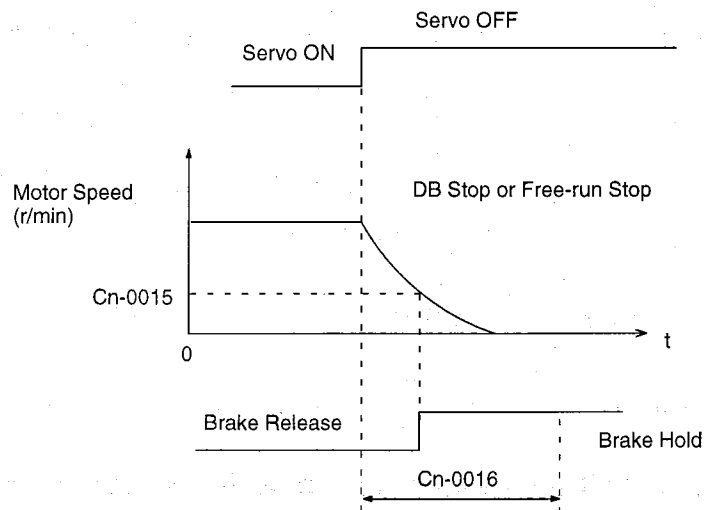 Servo OFF
Servo ON
Motor Speed
(r/min)
DB Stop or Free-run Stop
Cn-0015
0
t
Brake Release
Brake Hold
Cn-0016